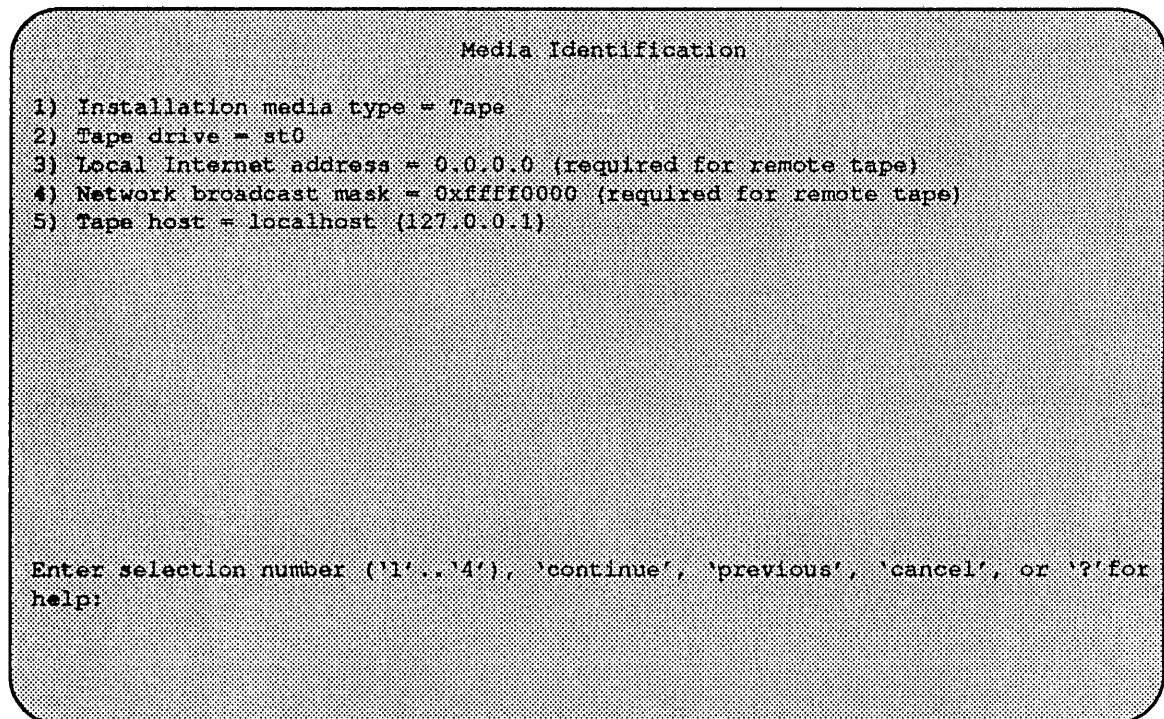 Media Identification
1) Installation media type = Tape
2) Tape drive = st0
3) Local Internet address = 0.0.0.0 (required for remote tape)
4) Network broadcast mask = 0xffff0000 (required for remote tape)
5) Tape host = localhost (127.0.0.1)
Enter selection number (`1'..`4'), `continue', `previous', `cancel', or `?'for
help: